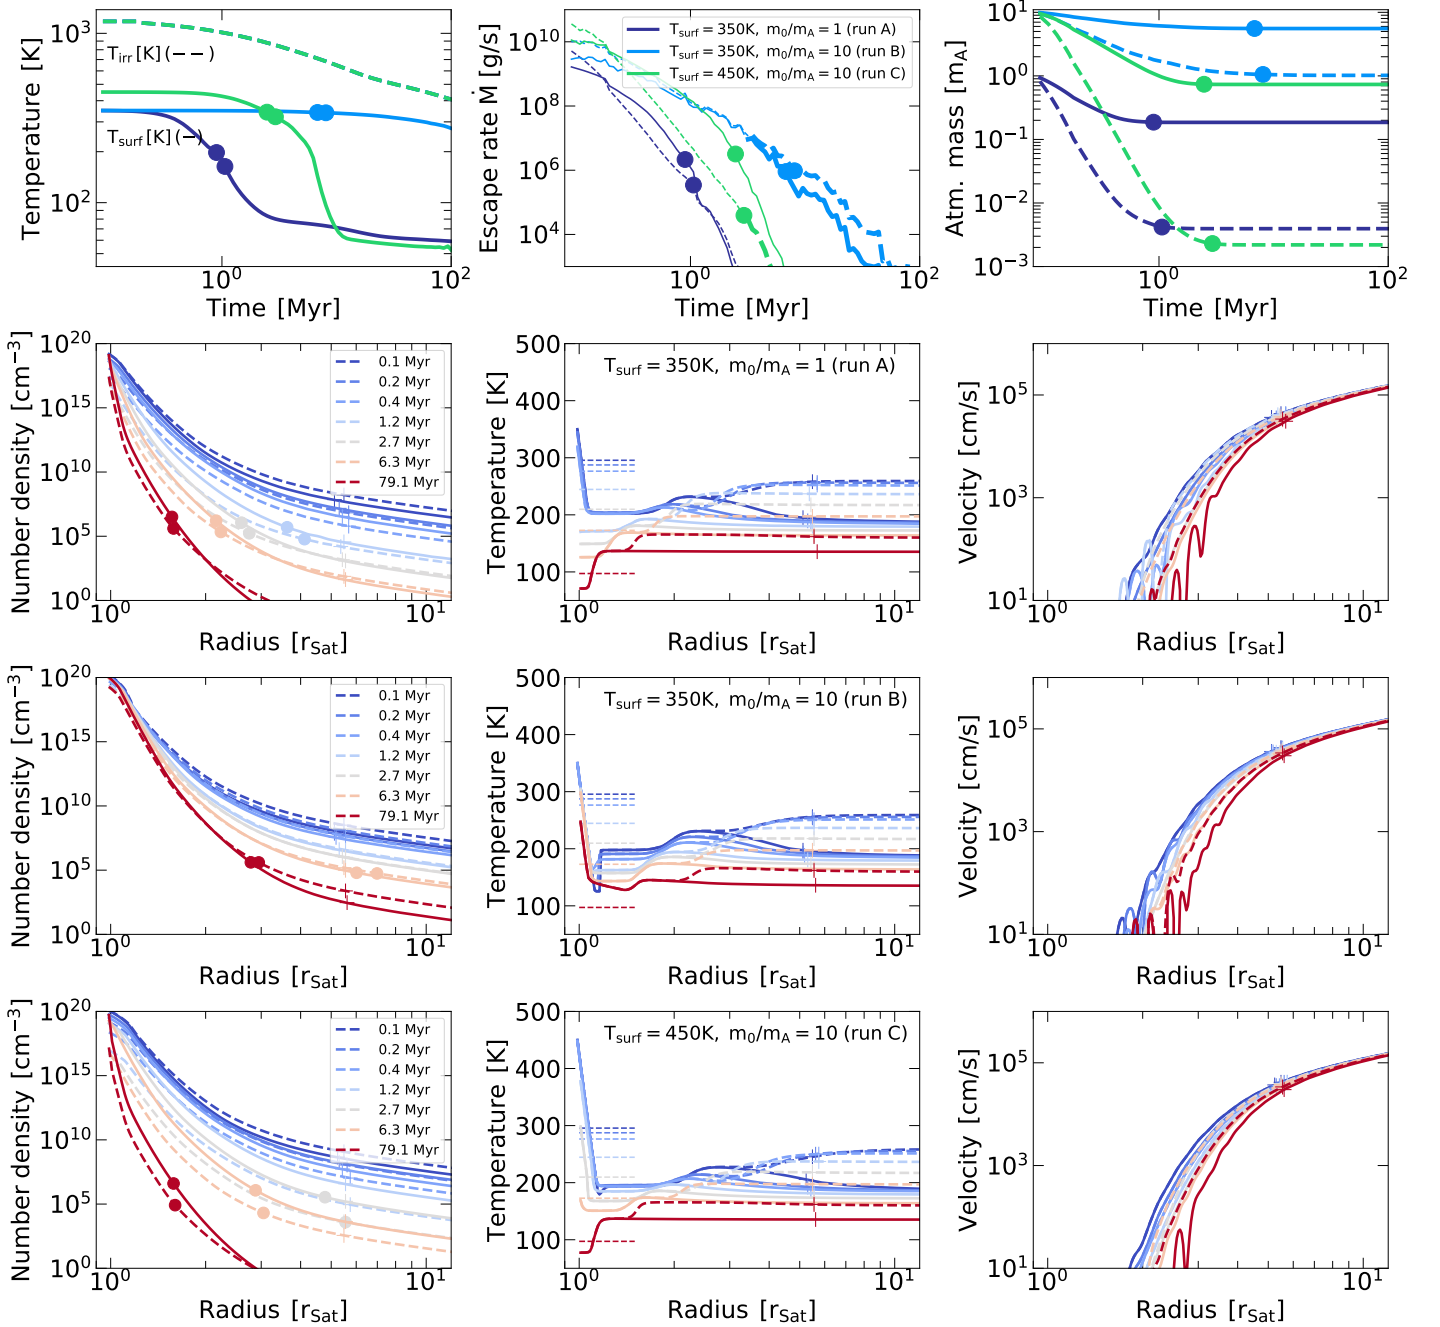 Temperature [K]
10³
10²
T_irr[K](−−)
T_surf[K](−)
10⁰
10²
Time [Myr]
Escape rate Ṁ [g/s]
10¹⁰
10⁸
10⁶
10⁴
T_surf=350K, m₀/m_A=1 (run A)
T_surf=350K, m₀/m_A=10 (run B)
T_surf=450K, m₀/m_A=10 (run C)
10⁰
10²
Time [Myr]
Atm. mass [m_A]
10¹
10⁰
10⁻¹
10⁻²
10⁻³
10⁰
10²
Time [Myr]
Number density [cm⁻³]
10²⁰
10¹⁵
10¹⁰
10⁵
10⁰
0.1 Myr
0.2 Myr
0.4 Myr
1.2 Myr
2.7 Myr
6.3 Myr
79.1 Myr
10⁰
10¹
Radius [r_Sat]
Temperature [K]
500
400
300
200
100
T_surf=350K, m₀/m_A=1 (run A)
10⁰
10¹
Radius [r_Sat]
Velocity [cm/s]
10⁵
10³
10¹
10⁰
10¹
Radius [r_Sat]
Number density [cm⁻³]
10²⁰
10¹⁵
10¹⁰
10⁵
10⁰
0.1 Myr
0.2 Myr
0.4 Myr
1.2 Myr
2.7 Myr
6.3 Myr
79.1 Myr
10⁰
10¹
Radius [r_Sat]
Temperature [K]
500
400
300
200
100
T_surf=350K, m₀/m_A=10 (run B)
10⁰
10¹
Radius [r_Sat]
Velocity [cm/s]
10⁵
10³
10¹
10⁰
10¹
Radius [r_Sat]
Number density [cm⁻³]
10²⁰
10¹⁵
10¹⁰
10⁵
10⁰
0.1 Myr
0.2 Myr
0.4 Myr
1.2 Myr
2.7 Myr
6.3 Myr
79.1 Myr
10⁰
10¹
Radius [r_Sat]
Temperature [K]
500
400
300
200
100
T_surf=450K, m₀/m_A=10 (run C)
10⁰
10¹
Radius [r_Sat]
Velocity [cm/s]
10⁵
10³
10¹
10⁰
10¹
Radius [r_Sat]